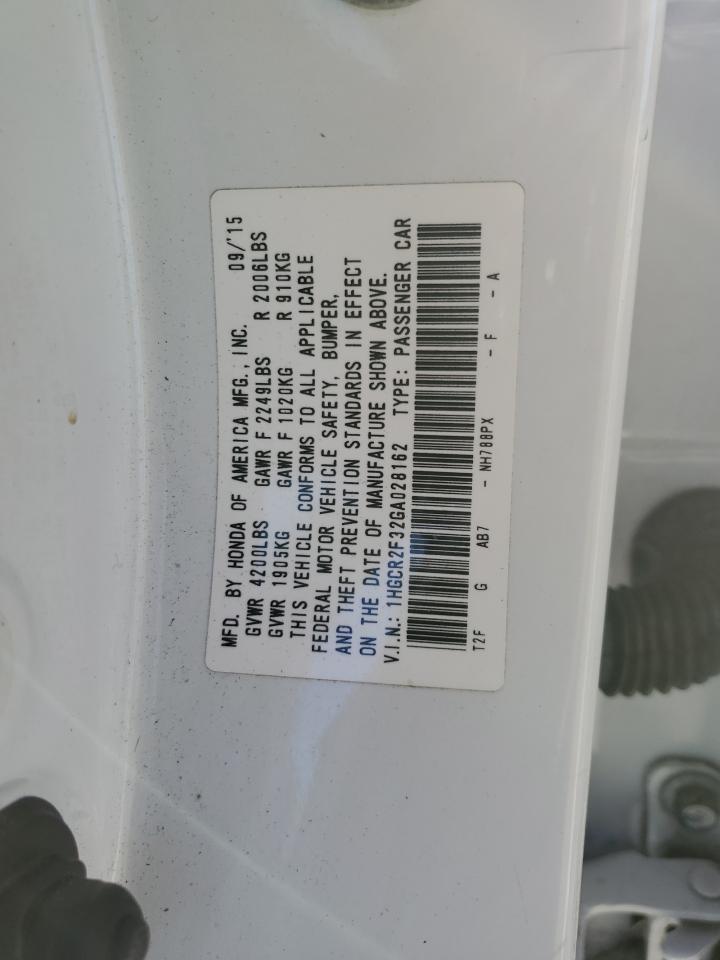 MFD. BY HONDA OF AMERICA MFG., INC. 09/'15
GVWR 4200LBS GAWR F 2249LBS R 2006LBS
GVWR 1905KG GAWR F 1020KG R 910KG
THIS VEHICLE CONFORMS TO ALL APPLICABLE
FEDERAL MOTOR VEHICLE SAFETY, BUMPER,
AND THEFT PREVENTION STANDARDS IN EFFECT
ON THE DATE OF MANUFACTURE SHOWN ABOVE.
V.I.N.: 1HGCR2F32GA028162 TYPE: PASSENGER CAR
T2F G AB7 - NH788PX - F - A